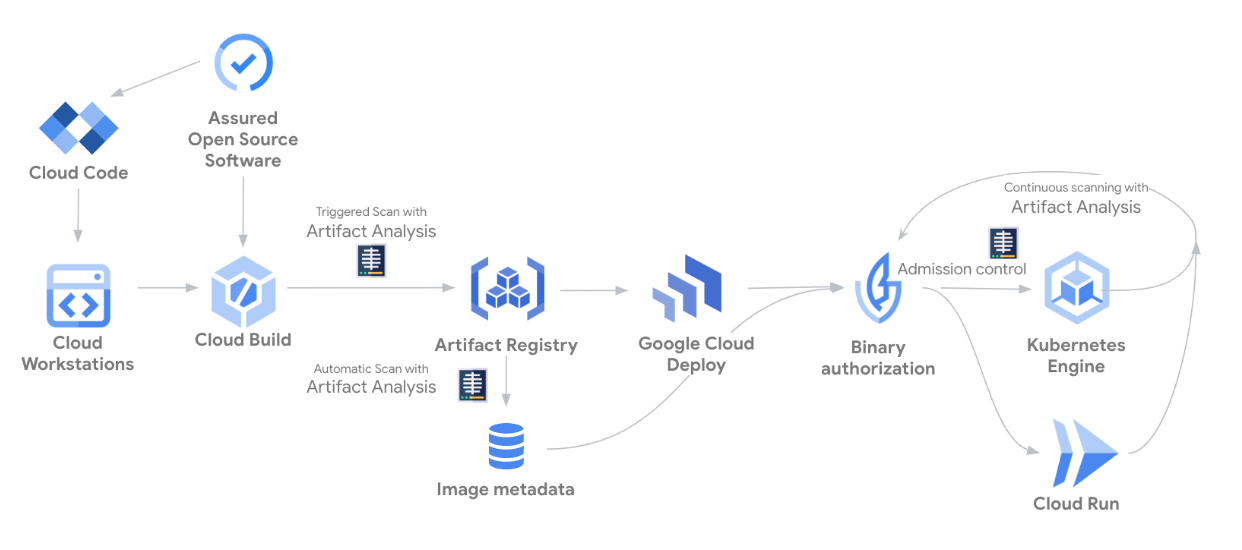 Assured
Open Source
Software
Cloud Code
Triggered Scan with
Artifact Analysis
Continuous scanning with
Artifact Analysis
Admission control
Cloud
Workstations
Cloud Build
Artifact Registry
Google Cloud
Deploy
Binary
authorization
Kubernetes
Engine
Automatic Scan with
Artifact Analysis
Image metadata
Cloud Run